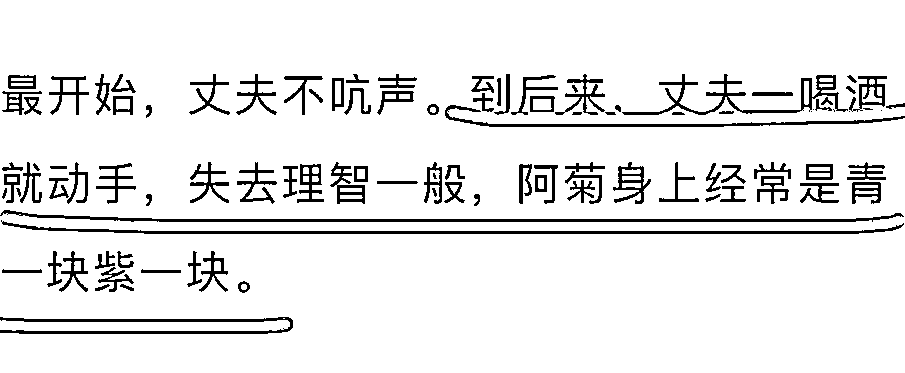 最开始，丈夫不吭声。到后来，丈夫一喝酒
就动手，失去理智一般，阿菊身上经常是青
一块紫一块。